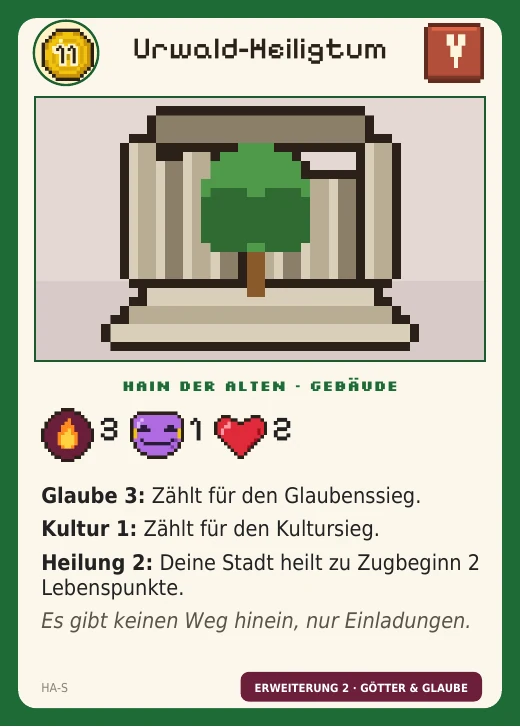 11
Urwald-Heiligtum
HAIN DER ALTEN · GEBÄUDE
3 1 2
Glaube 3: Zählt für den Glaubenssieg.
Kultur 1: Zählt für den Kultursieg.
Heilung 2: Deine Stadt heilt zu Zugbeginn 2
Lebenspunkte.
Es gibt keinen Weg hinein, nur Einladungen.
HA-S
ERWEITERUNG 2 · GÖTTER & GLAUBE